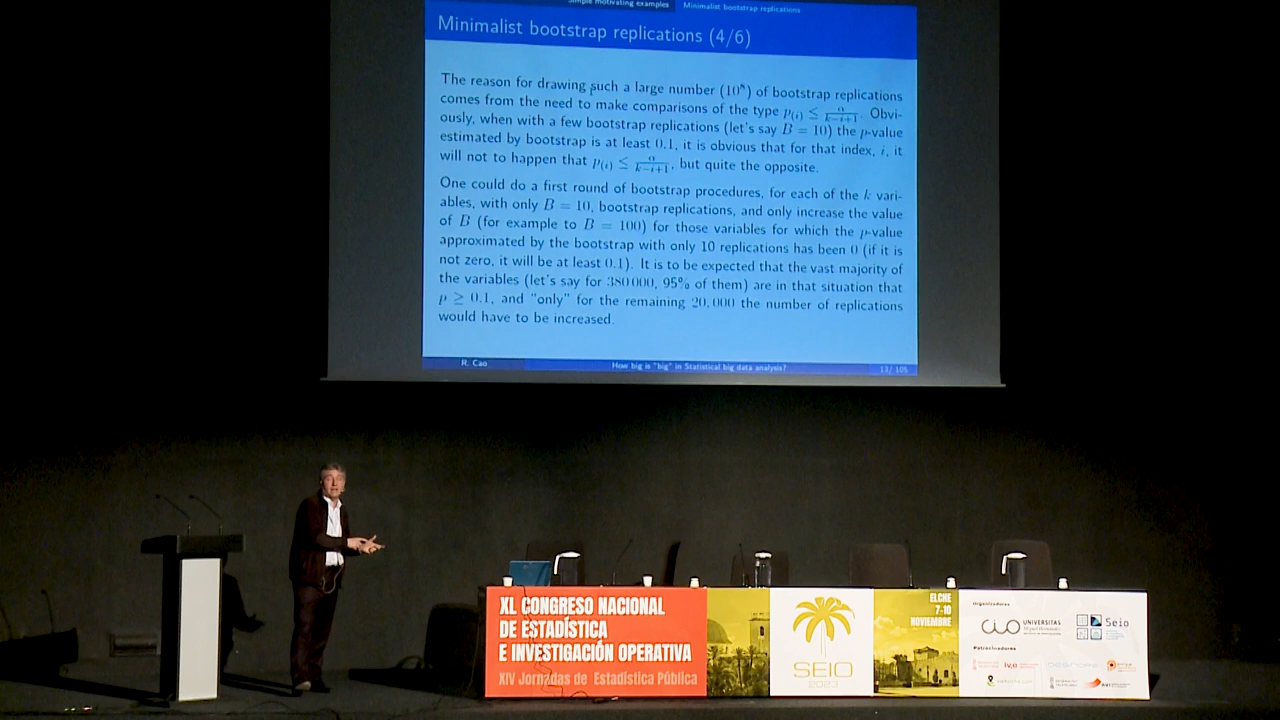 Simple motivating examples Minimalist bootstrap replications
Minimalist bootstrap replications (4/6)
The reason for drawing such a large number (10⁸) of bootstrap replications
comes from the need to make comparisons of the type p₍ᵢ₎ ≤ α/(k−i+1). Obvi-
ously, when with a few bootstrap replications (let's say B = 10) the p-value
estimated by bootstrap is at least 0.1, it is obvious that for that index, i, it
will not to happen that p₍ᵢ₎ ≤ α/(k−i+1), but quite the opposite.
One could do a first round of bootstrap procedures, for each of the k vari-
ables, with only B = 10, bootstrap replications, and only increase the value
of B (for example to B = 100) for those variables for which the p-value
approximated by the bootstrap with only 10 replications has been 0 (if it is
not zero, it will be at least 0.1). It is to be expected that the vast majority of
the variables (let's say for 380 000, 95% of them) are in that situation that
p ≥ 0.1, and "only" for the remaining 20,000 the number of replications
would have to be increased.
R. Cao How big is "big" in Statistical big data analysis? 13/ 105
XL CONGRESO NACIONAL
DE ESTADÍSTICA
E INVESTIGACIÓN OPERATIVA
XIV Jornadas de Estadística Pública
SEIO
2023
ELCHE
7-10
NOVIEMBRE
Organizadores
CIO UNIVERSITAS
Miguel Hernández
Seio
Patrocinadores